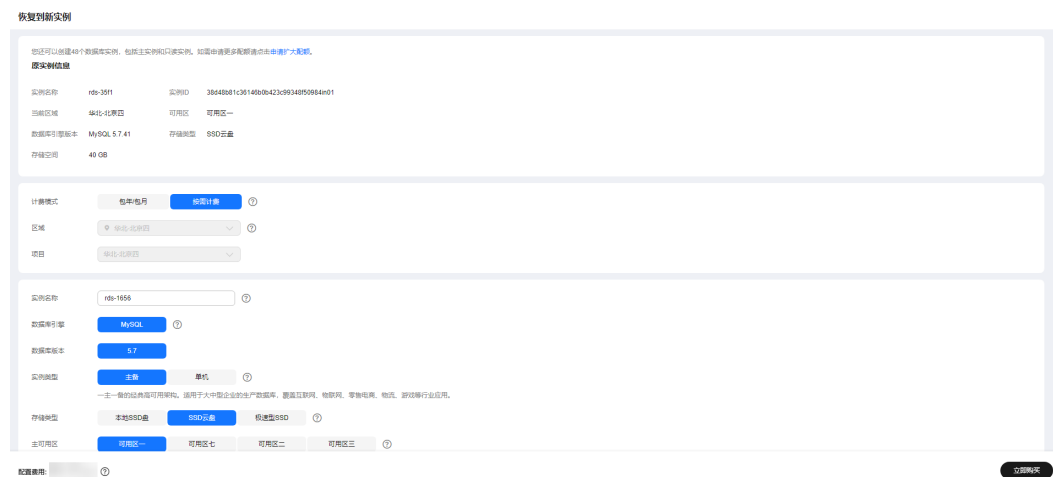 恢复到新实例
您还可以创建48个数据库实例，包括主实例和只读实例。如需申请更多配额请点击申请扩大配额。
原实例信息
实例名称 rds-35f1 实例ID 38d48b81c36146b0b423c99348f50984in01
当前区域 华北-北京四 可用区 可用区一
数据库引擎版本 MySQL 5.7.41 存储类型 SSD云盘
存储空间 40 GB
计费模式 包年/包月 按需计费
区域 华北-北京四
项目 华北-北京四
实例名称 rds-1656
数据库引擎 MySQL
数据库版本 5.7
实例类型 主备 单机
一主一备的经典高可用架构。适用于大中型企业的生产数据库，覆盖互联网、物联网、零售电商、物流、游戏等行业应用。
存储类型 本地SSD盘 SSD云盘 极速型SSD
主可用区 可用区一 可用区七 可用区二 可用区三
配置费用: 立即购买